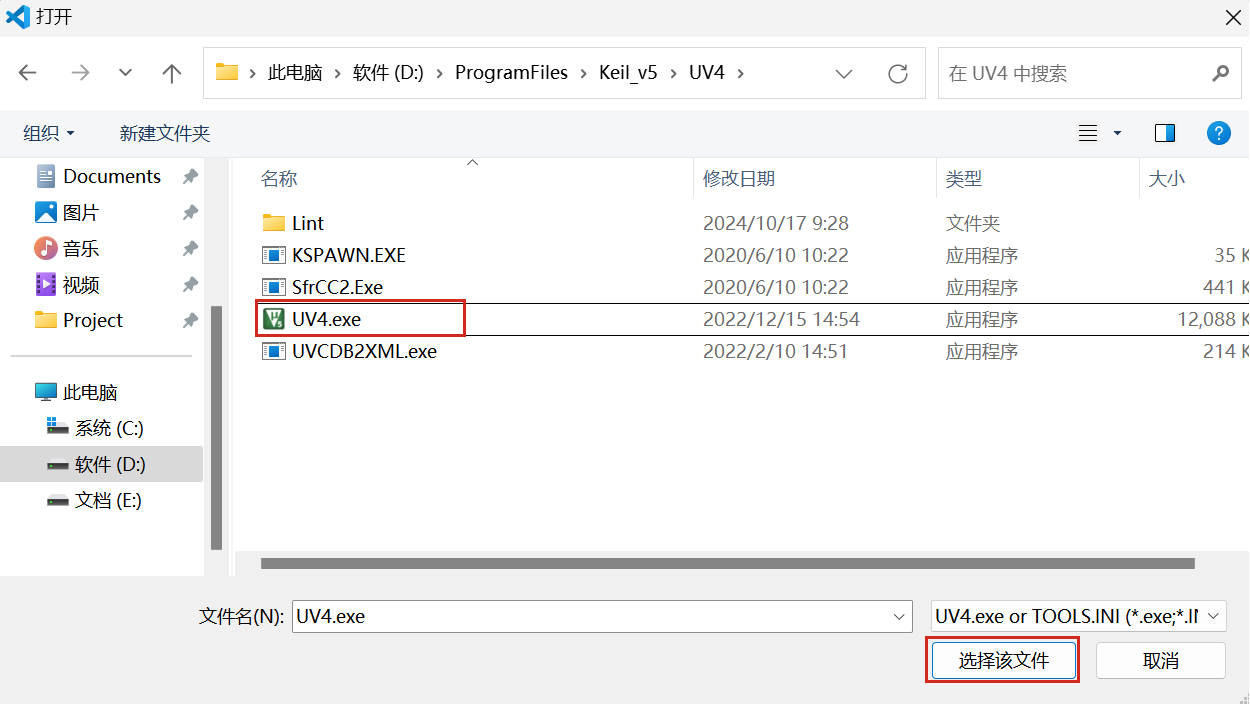 打开
此电脑 > 软件 (D:) > ProgramFiles > Keil_v5 > UV4 >
在 UV4 中搜索
组织
新建文件夹
Documents
图片
音乐
视频
Project
此电脑
系统 (C:)
软件 (D:)
文档 (E:)
名称 修改日期 类型 大小
Lint 2024/10/17 9:28 文件夹
KSPAWN.EXE 2020/6/10 10:22 应用程序 35 K
SfrCC2.Exe 2020/6/10 10:22 应用程序 441 K
UV4.exe 2022/12/15 14:54 应用程序 12,088 K
UVCDB2XML.exe 2022/2/10 14:51 应用程序 214 K
文件名(N): UV4.exe
UV4.exe or TOOLS.INI (*.exe;*.IN
选择该文件
取消